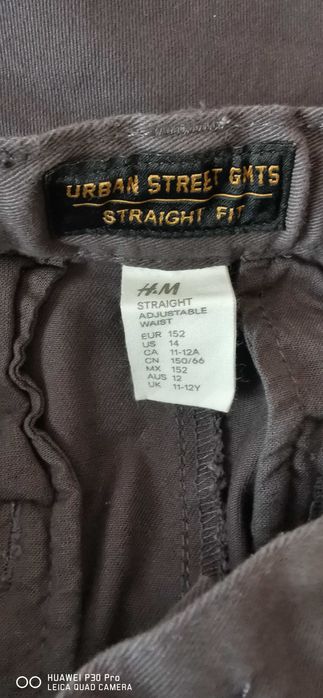 URBAN STREET GMTS
STRAIGHT FIT
H&M
STRAIGHT
ADJUSTABLE
WAIST
EUR 152
US 14
CA 11-12A
CN 150/66
MX 152
AUS 12
UK 11-12Y
HUAWEI P30 Pro
LEICA QUAD CAMERA